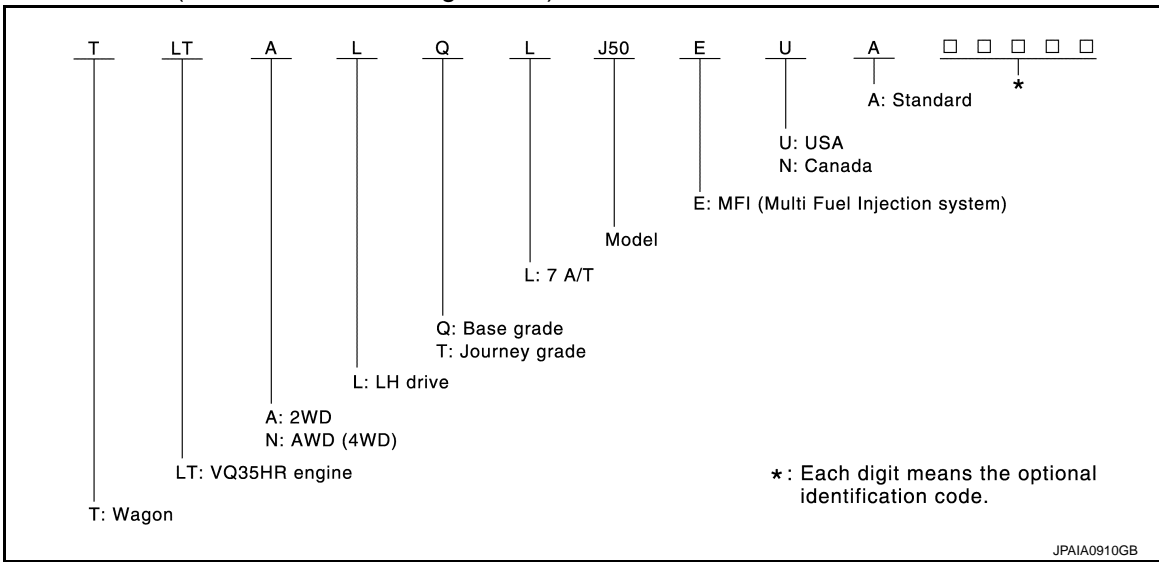 T LT A L Q L J50 E U A □ □ □ □ □
*
A: Standard
U: USA
N: Canada
E: MFI (Multi Fuel Injection system)
Model
L: 7 A/T
Q: Base grade
T: Journey grade
L: LH drive
A: 2WD
N: AWD (4WD)
LT: VQ35HR engine
*: Each digit means the optional
identification code.
T: Wagon
JPAIA0910GB